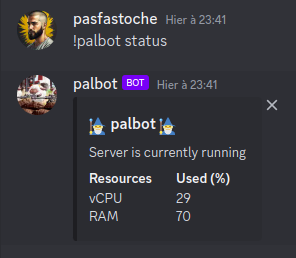 pasfastoche Hier à 23:41
!palbot status
palbot BOT Hier à 23:41
palbot
Server is currently running
Resources Used (%)
vCPU 29
RAM 70